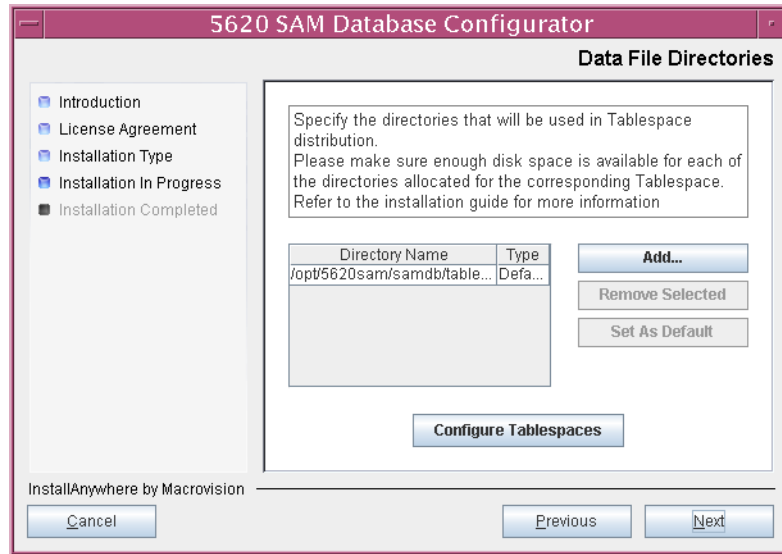 5620 SAM Database Configurator
Data File Directories
Introduction
License Agreement
Installation Type
Installation In Progress
Installation Completed
Specify the directories that will be used in Tablespace
distribution.
Please make sure enough disk space is available for each of
the directories allocated for the corresponding Tablespace.
Refer to the installation guide for more information
Directory Name Type
/opt/5620sam/samdb/table... Defa...
Add...
Remove Selected
Set As Default
Configure Tablespaces
InstallAnywhere by Macrovision
Cancel Previous Next